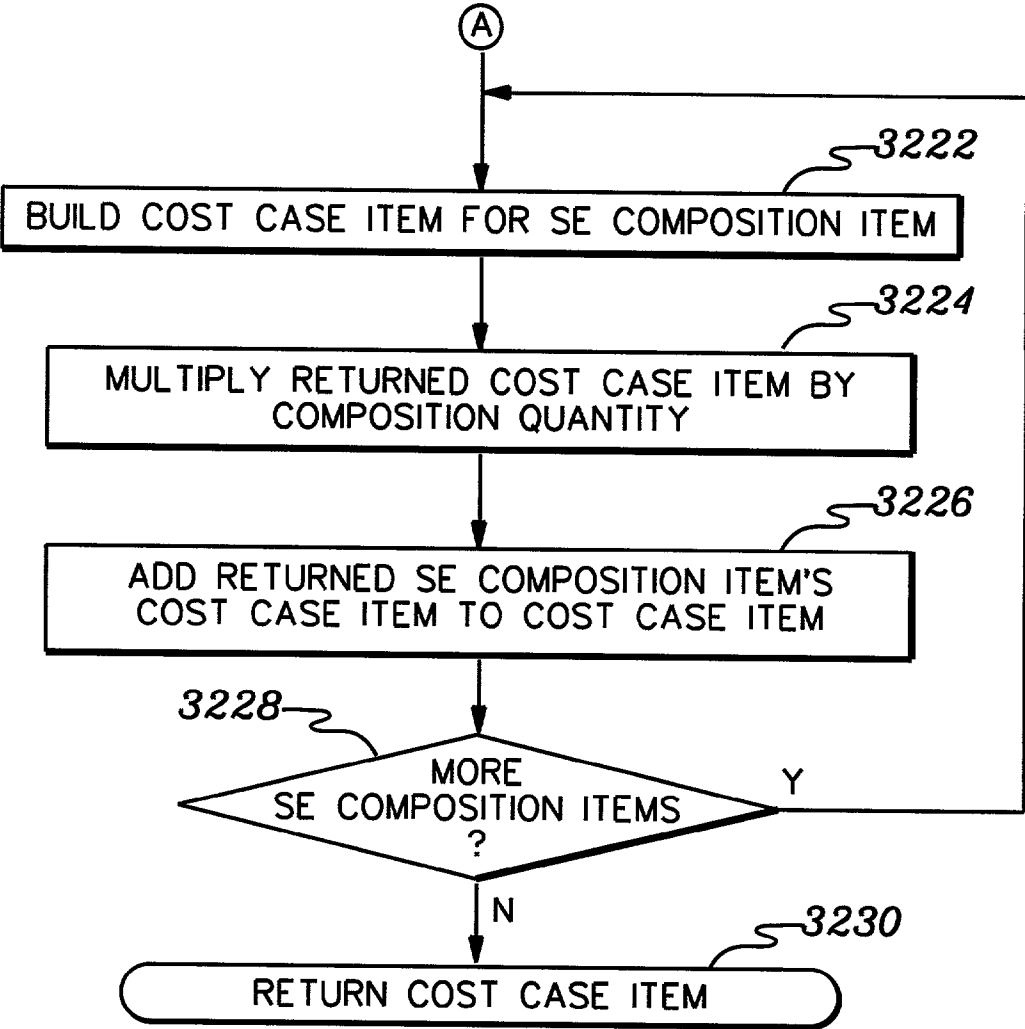 A
3222
BUILD COST CASE ITEM FOR SE COMPOSITION ITEM
3224
MULTIPLY RETURNED COST CASE ITEM BY
COMPOSITION QUANTITY
3226
ADD RETURNED SE COMPOSITION ITEM'S
COST CASE ITEM TO COST CASE ITEM
3228
MORE
SE COMPOSITION ITEMS
?
Y
N
3230
RETURN COST CASE ITEM